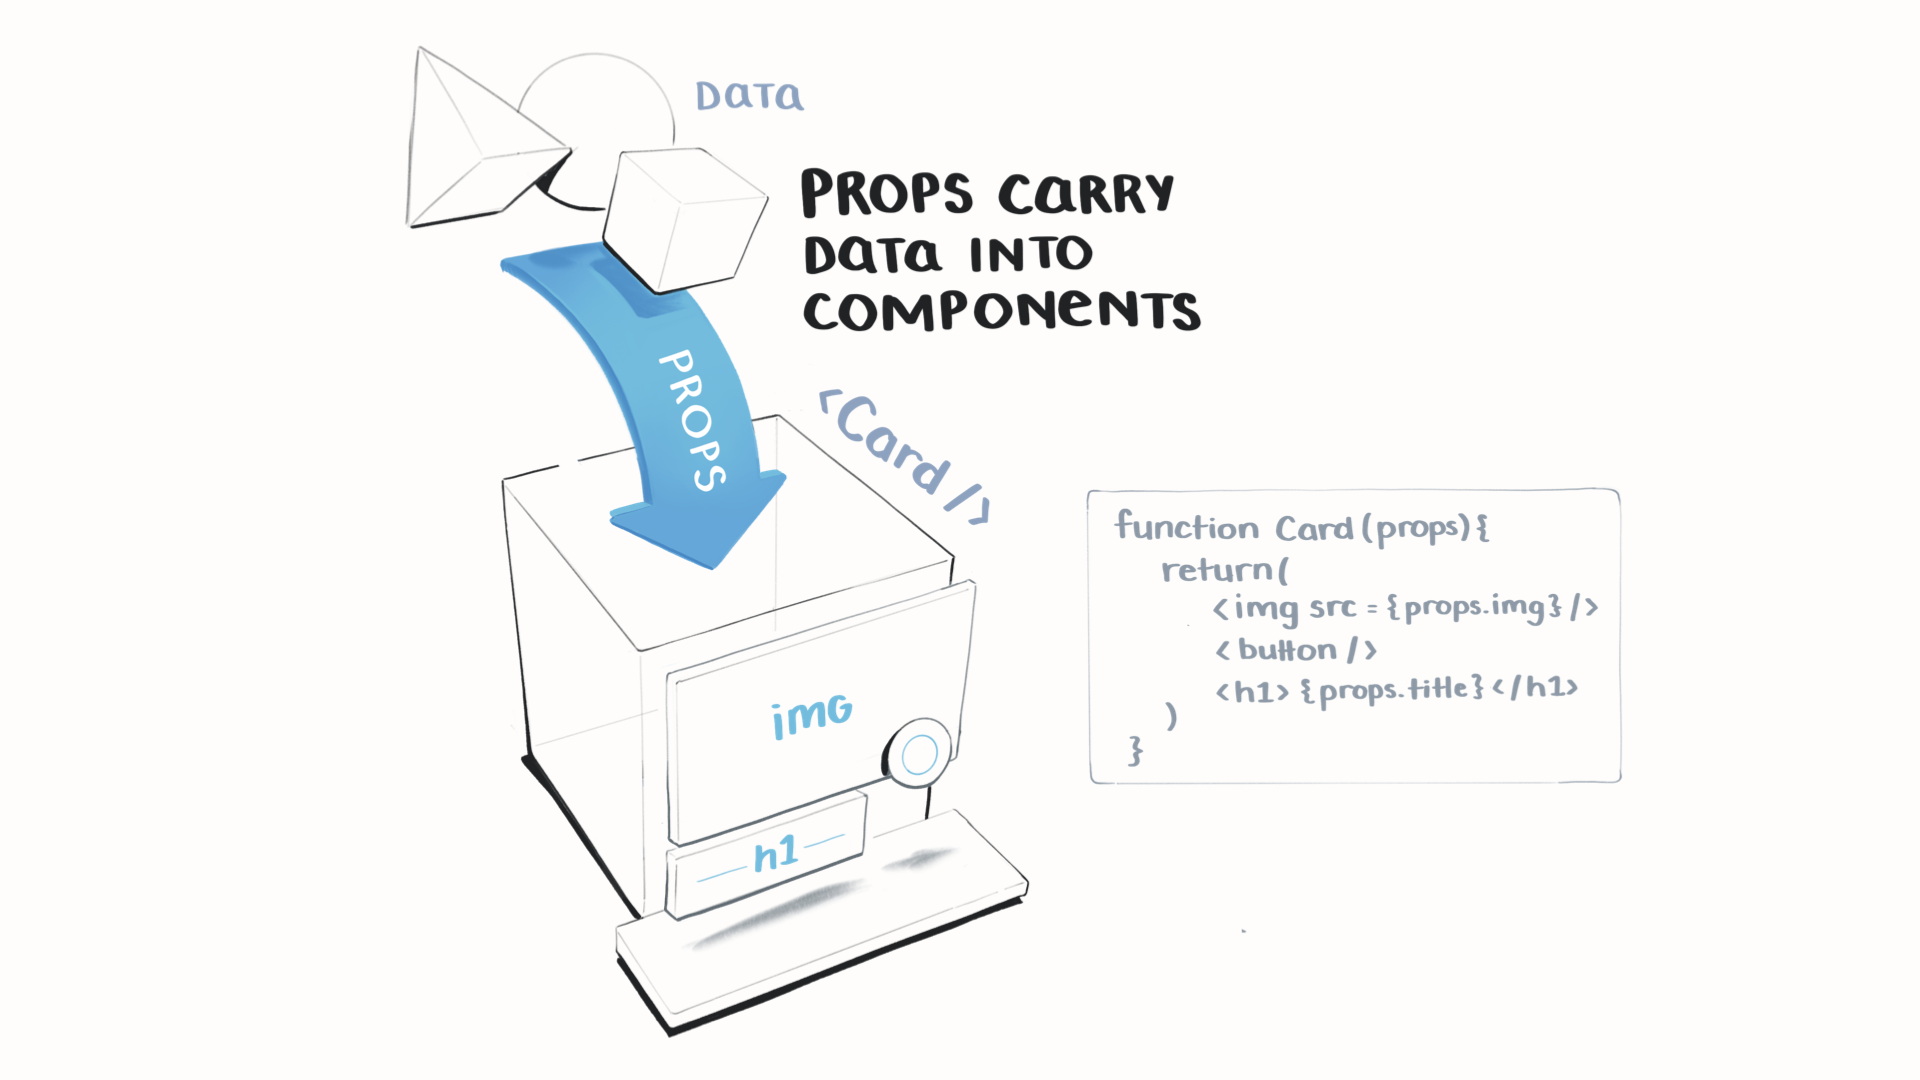 Data
PROPS CARRY
DATA INTO
COMPONENTS
PROPS
<Card />
function Card (props) {
return (
<img src = {props.img} />
<button />
<h1> {props.title} </h1>
)
}
img
h1